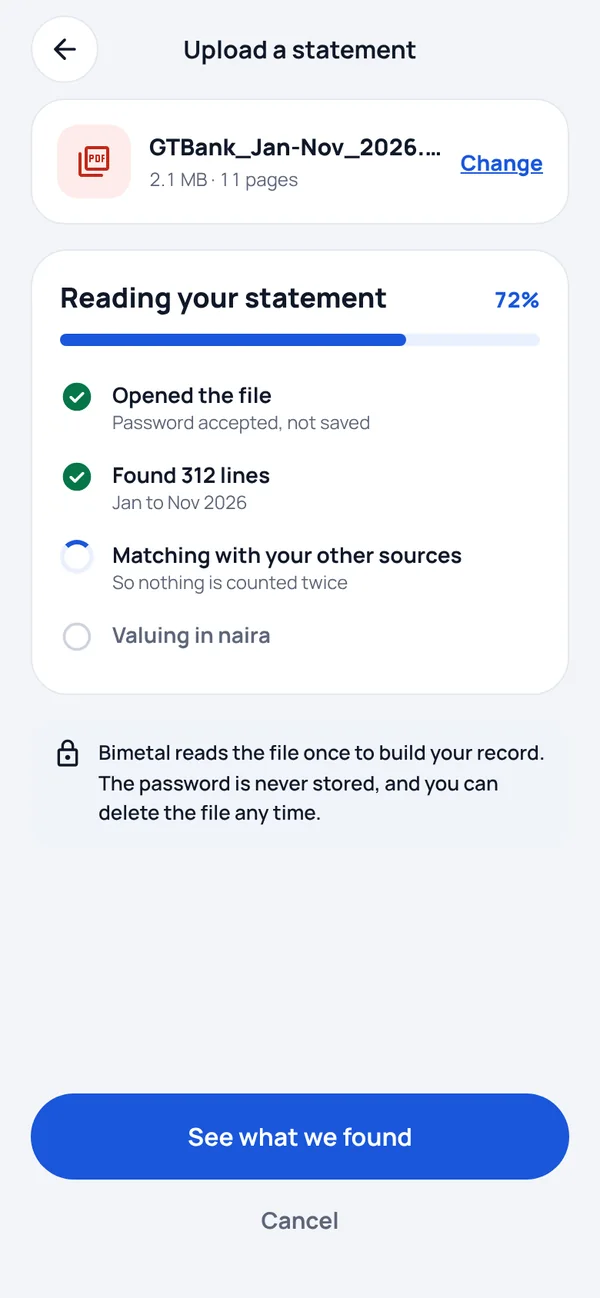 Upload a statement
PDF
GTBank_Jan-Nov_2026....
2.1 MB · 11 pages
Change
Reading your statement
72%
Opened the file
Password accepted, not saved
Found 312 lines
Jan to Nov 2026
Matching with your other sources
So nothing is counted twice
Valuing in naira
Bimetal reads the file once to build your record.
The password is never stored, and you can
delete the file any time.
See what we found
Cancel